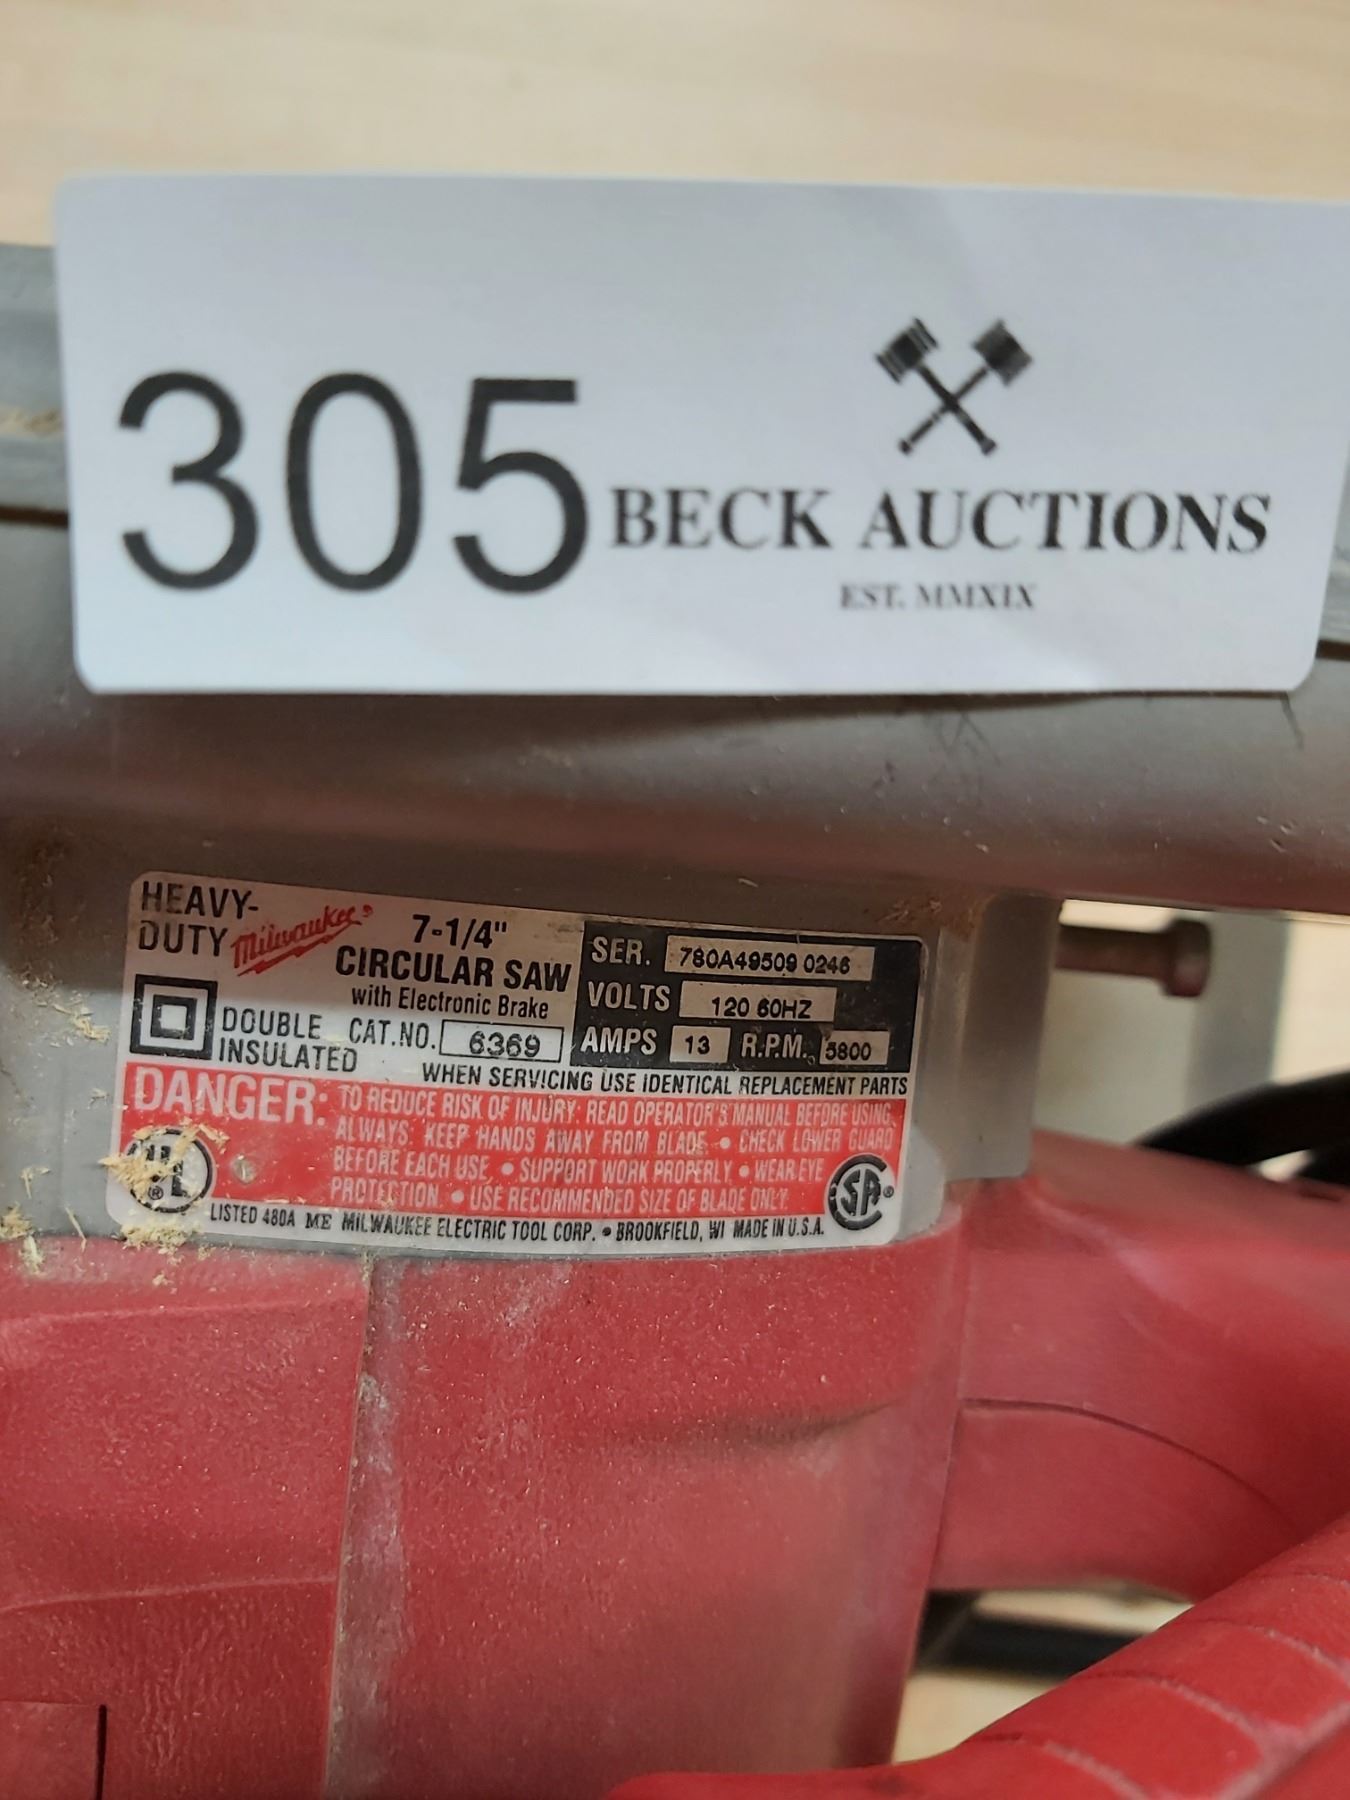 305
BECK AUCTIONS
EST. MMXIX
HEAVY-
DUTY Milwaukee®
7-1/4"
CIRCULAR SAW
with Electronic Brake
DOUBLE
INSULATED
CAT.NO. 6369
SER. 780A49509 0246
VOLTS 120 60HZ
AMPS 13 R.P.M. 5800
WHEN SERVICING USE IDENTICAL REPLACEMENT PARTS
DANGER: TO REDUCE RISK OF INJURY: READ OPERATOR'S MANUAL BEFORE USING.
ALWAYS KEEP HANDS AWAY FROM BLADE • CHECK LOWER GUARD
BEFORE EACH USE • SUPPORT WORK PROPERLY • WEAR EYE
PROTECTION • USE RECOMMENDED SIZE OF BLADE ONLY.
UL®
SA®
LISTED 480A ME MILWAUKEE ELECTRIC TOOL CORP. • BROOKFIELD, WI MADE IN U.S.A.